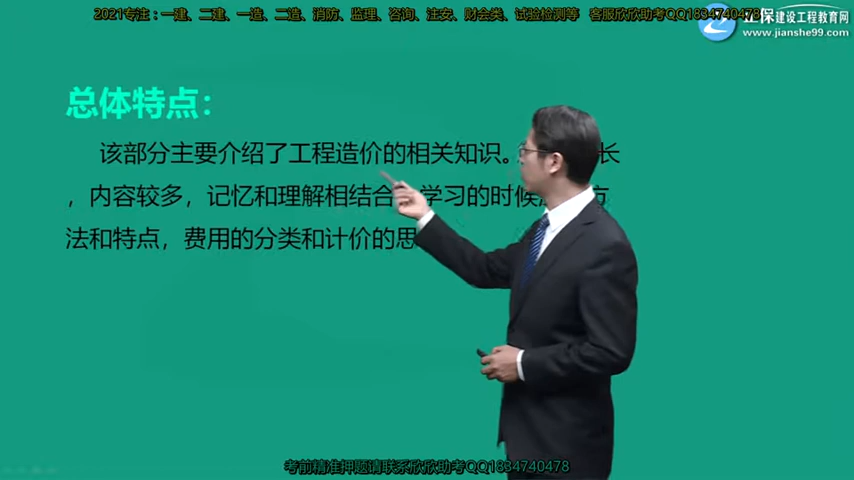 2021专注：一建、二建、一造、二造、消防、监理、咨询、注安、财会类、试验检测等 客服欣欣助考QQ1834740478
正保建设工程教育网
www.jianshe99.com
总体特点：
该部分主要介绍了工程造价的相关知识。 长
，内容较多，记忆和理解相结合 学习的时候 方
法和特点，费用的分类和计价的思
考前精准押题请联系欣欣助考QQ1834740478